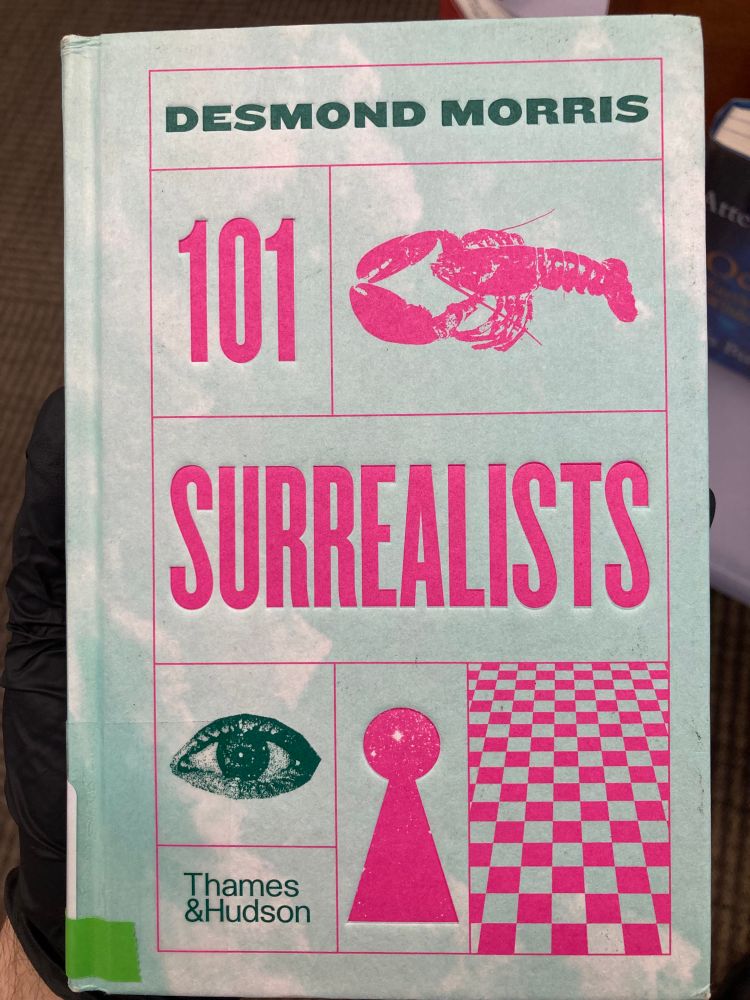 DESMOND MORRIS
101
SURREALISTS
Thames
&Hudson